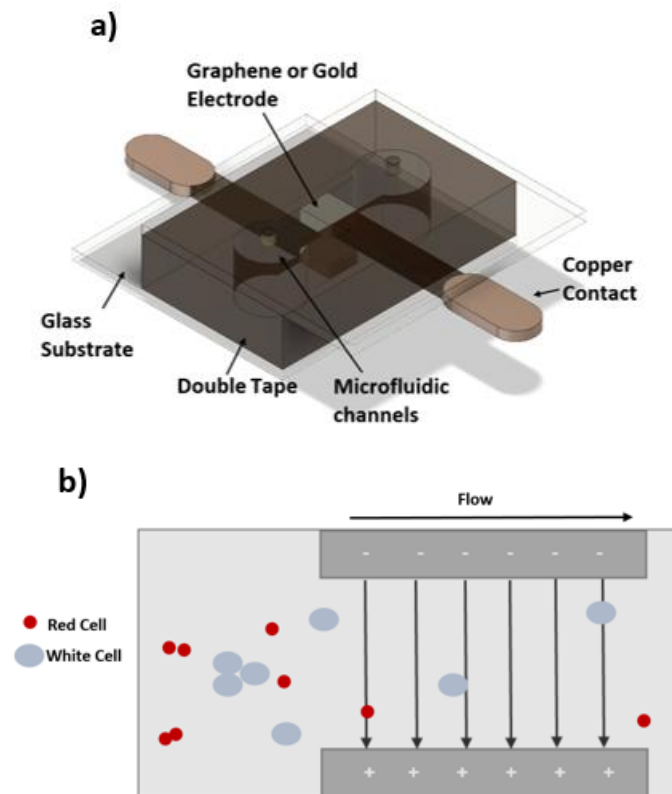 a)
Graphene or Gold
Electrode
Copper
Contact
Glass
Substrate
Double Tape
Microfluidic
channels
b)
Flow
- - - - - -
Red Cell
White Cell
+ + + + + +